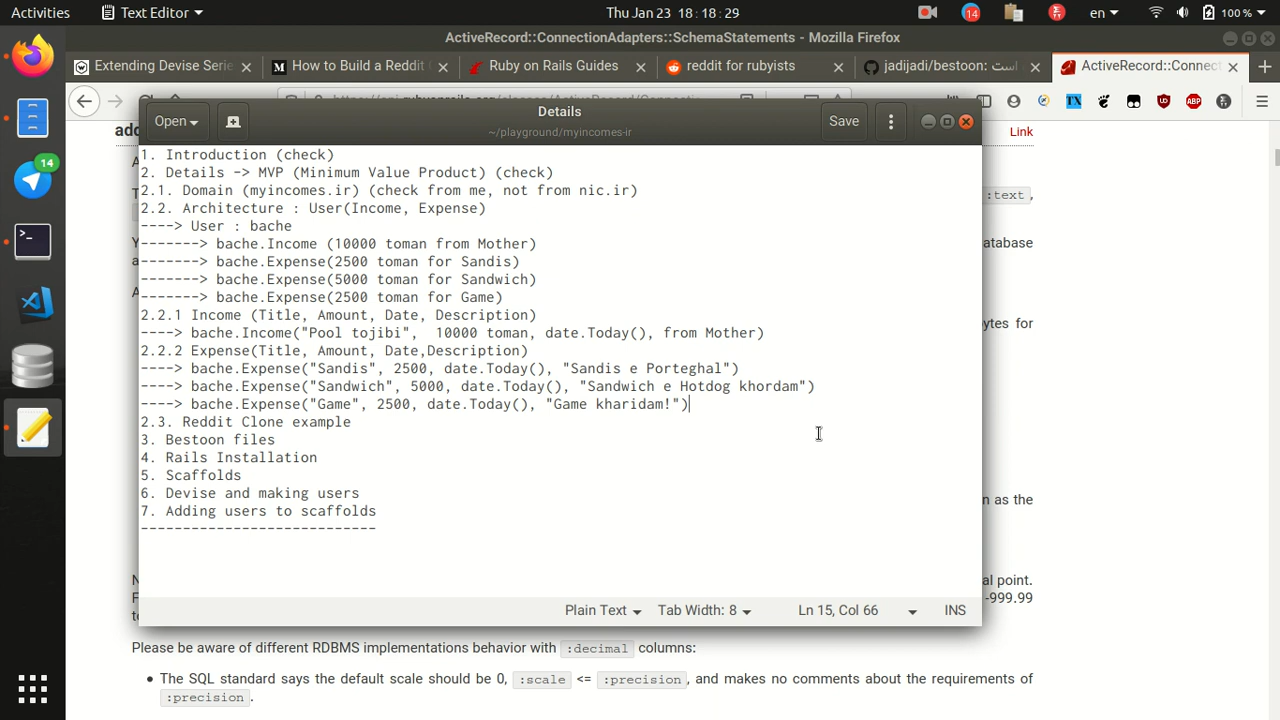 Activities
Text Editor
Thu Jan 23 18:18:29
14
en
100 %
ActiveRecord::ConnectionAdapters::SchemaStatements - Mozilla Firefox
Extending Devise Serie
How to Build a Reddit
Ruby on Rails Guides
reddit for rubyists
jadijadi/bestoon: است
ActiveRecord::Connect
Open
Details
~/playground/myincomes-ir
Save
Link
:text,
14
1. Introduction (check)
2. Details -> MVP (Minimum Value Product) (check)
2.1. Domain (myincomes.ir) (check from me, not from nic.ir)
2.2. Architecture : User(Income, Expense)
----> User : bache
-------> bache.Income (10000 toman from Mother)
-------> bache.Expense(2500 toman for Sandis)
-------> bache.Expense(5000 toman for Sandwich)
-------> bache.Expense(2500 toman for Game)
2.2.1 Income (Title, Amount, Date, Description)
----> bache.Income("Pool tojibi",  10000 toman, date.Today(), from Mother)
2.2.2 Expense(Title, Amount, Date,Description)
----> bache.Expense("Sandis", 2500, date.Today(), "Sandis e Porteghal")
----> bache.Expense("Sandwich", 5000, date.Today(), "Sandwich e Hotdog khordam")
----> bache.Expense("Game", 2500, date.Today(), "Game kharidam!")
2.3. Reddit Clone example
3. Bestoon files
4. Rails Installation
5. Scaffolds
6. Devise and making users
7. Adding users to scaffolds
----------------------------
Plain Text
Tab Width: 8
Ln 15, Col 66
INS
Please be aware of different RDBMS implementations behavior with :decimal columns:
• The SQL standard says the default scale should be 0, :scale <= :precision, and makes no comments about the requirements of
:precision.